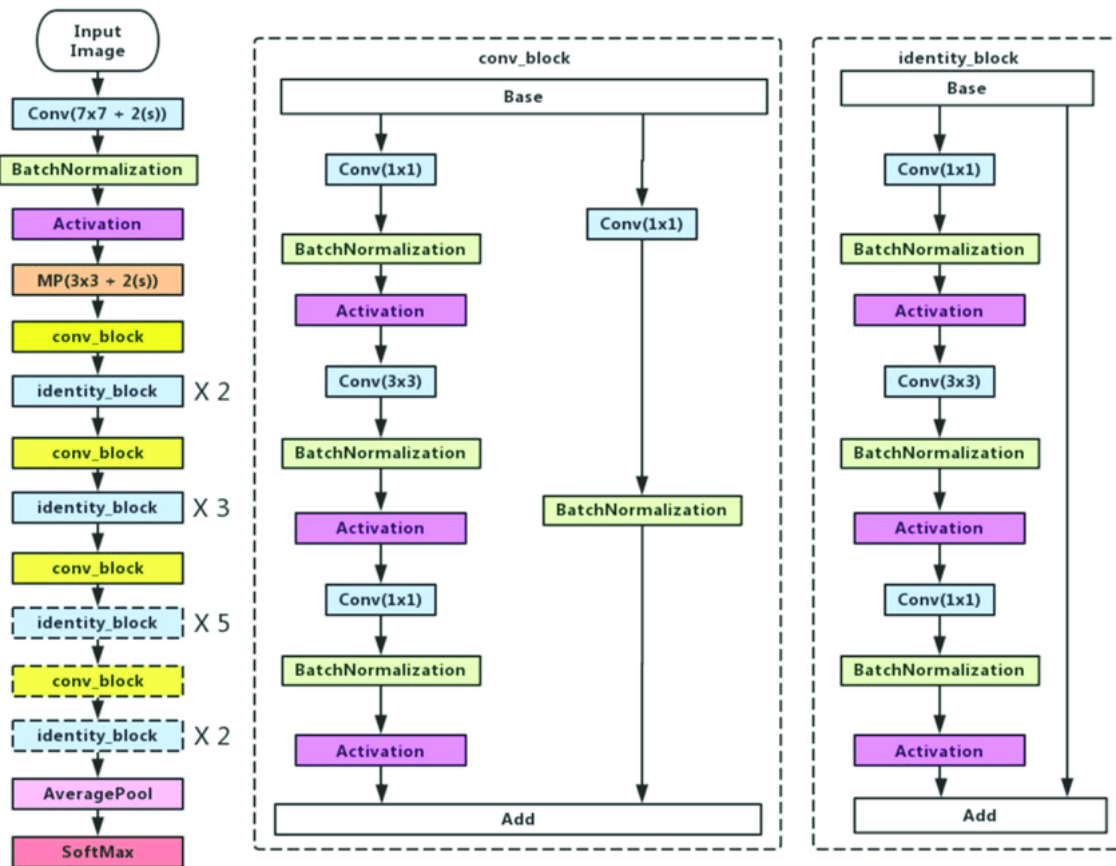 Input
Image
Conv(7x7 + 2(s))
BatchNormalization
Activation
MP(3x3 + 2(s))
conv_block
identity_block X 2
conv_block
identity_block X 3
conv_block
identity_block X 5
conv_block
identity_block X 2
AveragePool
SoftMax
conv_block
Base
Conv(1x1)
BatchNormalization
Activation
Conv(3x3)
BatchNormalization
Activation
Conv(1x1)
BatchNormalization
Activation
Conv(1x1)
BatchNormalization
Add
identity_block
Base
Conv(1x1)
BatchNormalization
Activation
Conv(3x3)
BatchNormalization
Activation
Conv(1x1)
BatchNormalization
Activation
Add